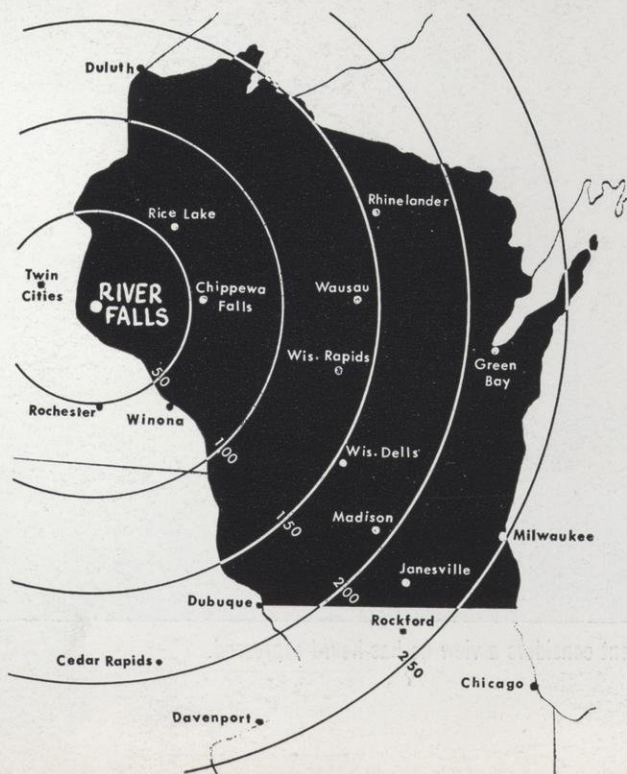 Duluth
Rice Lake
Rhinelander
Twin
Cities
RIVER
FALLS
Chippewa
Falls
Wausau
Wis. Rapids
Green
Bay
50
Rochester
Winona
100
Wis. Dells
150
Madison
Milwaukee
Janesville
200
Dubuque
Rockford
250
Cedar Rapids
Chicago
Davenport